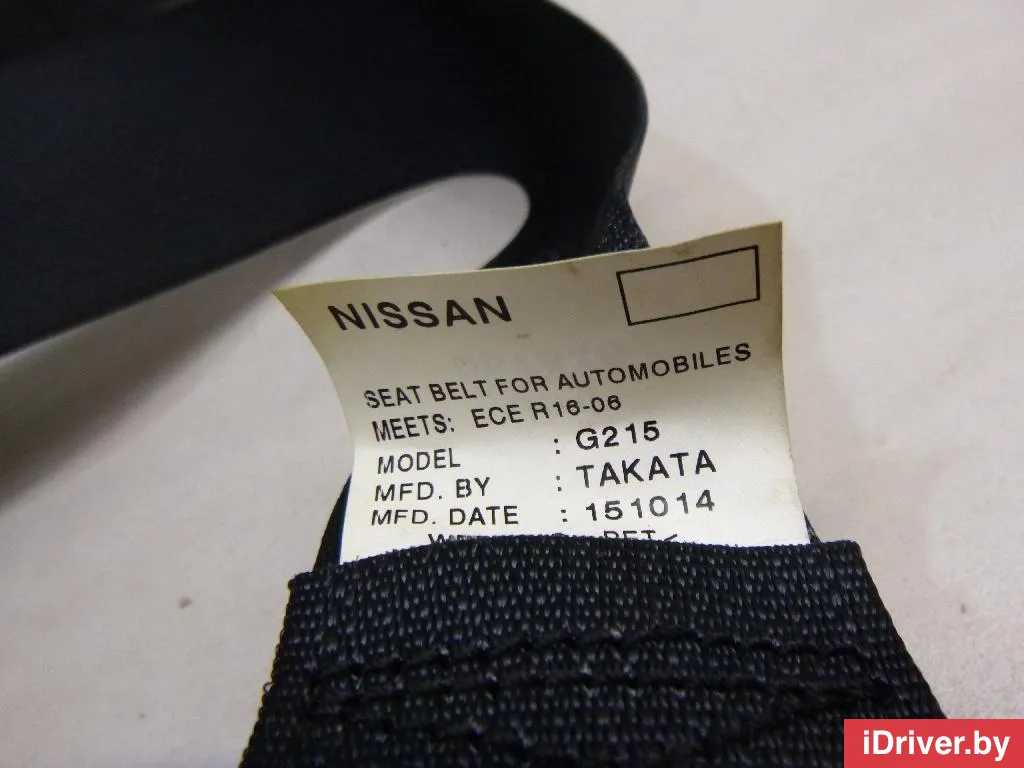 NISSAN
SEAT BELT FOR AUTOMOBILES
MEETS: ECE R16-06
MODEL : G215
MFD. BY : TAKATA
MFD. DATE : 151014
PET<
iDriver.by